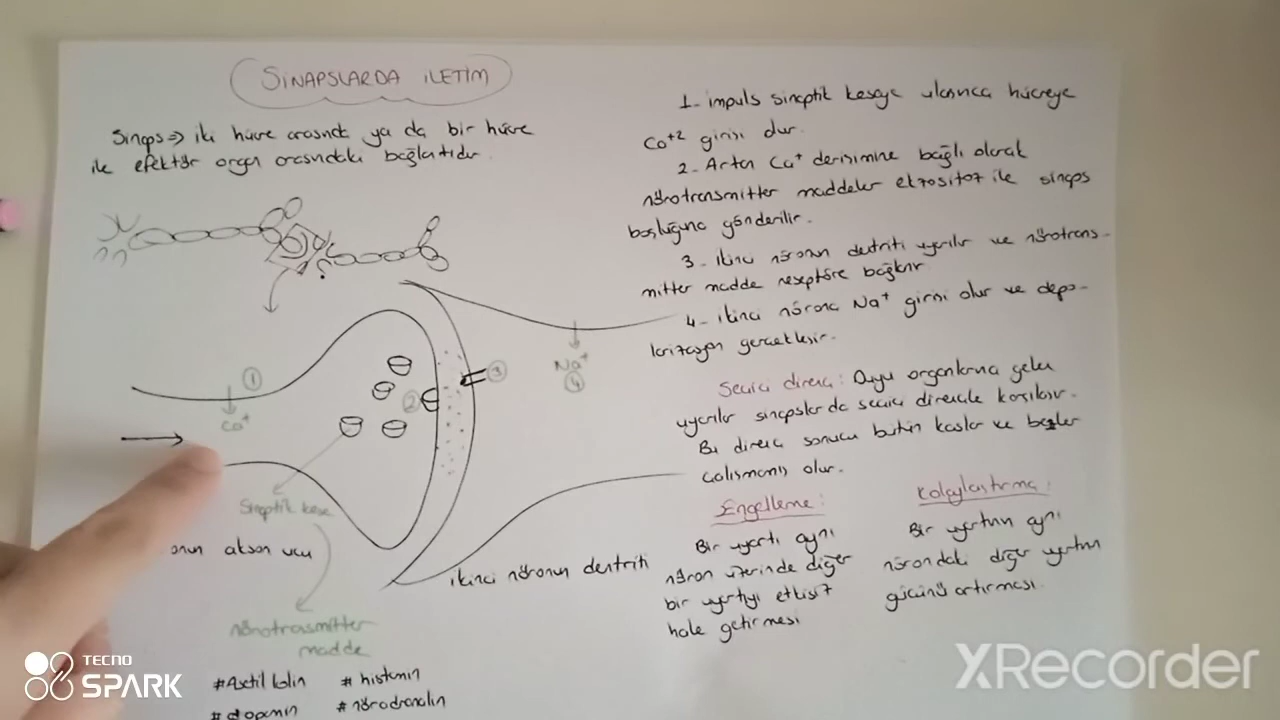 SİNAPSLARDA İLETİM
Sinaps => iki hücre arasında ya da bir hücre
ile efektör organ arasındaki bağlantıdır.
1
Ca+
2
3
Na+
4
Sinaptik kese
onun akson ucu
ikinci nöronun dentriti
nörotrasmitter
madde
#Asetil kolin # histamin
#dopamin # nöradrenalin
1- impuls sinaptik keseye ulaşınca hücreye
Ca+2 girişi olur.
2- Artan Ca+ derişimine bağlı olarak
nörotransmitter maddeler ekzositoz ile sinaps
boşluğuna gönderilir.
3- ikinci nöronun dentriti uyarılır ve nörotrans-
mitter madde reseptöre bağlanır.
4- ikinci nörona Na+ girişi olur ve depo-
larizasyon gerçekleşir.
Seçici direnç: Duyu organlarına gelen
uyarılar sinapslarda seçici dirençle karşılanır.
Bu direnç sonucu bütün kaslar ve bezler
çalışmamış olur.
Engelleme:
Bir uyartı aynı
nöron üzerinde diğer
bir uyartıyı etkisiz
hale getirmesi
Kolaylaştırma:
Bir uyartının aynı
nörondaki diğer uyartının
gücünü artırması.
TECNO
SPARK
XRecorder